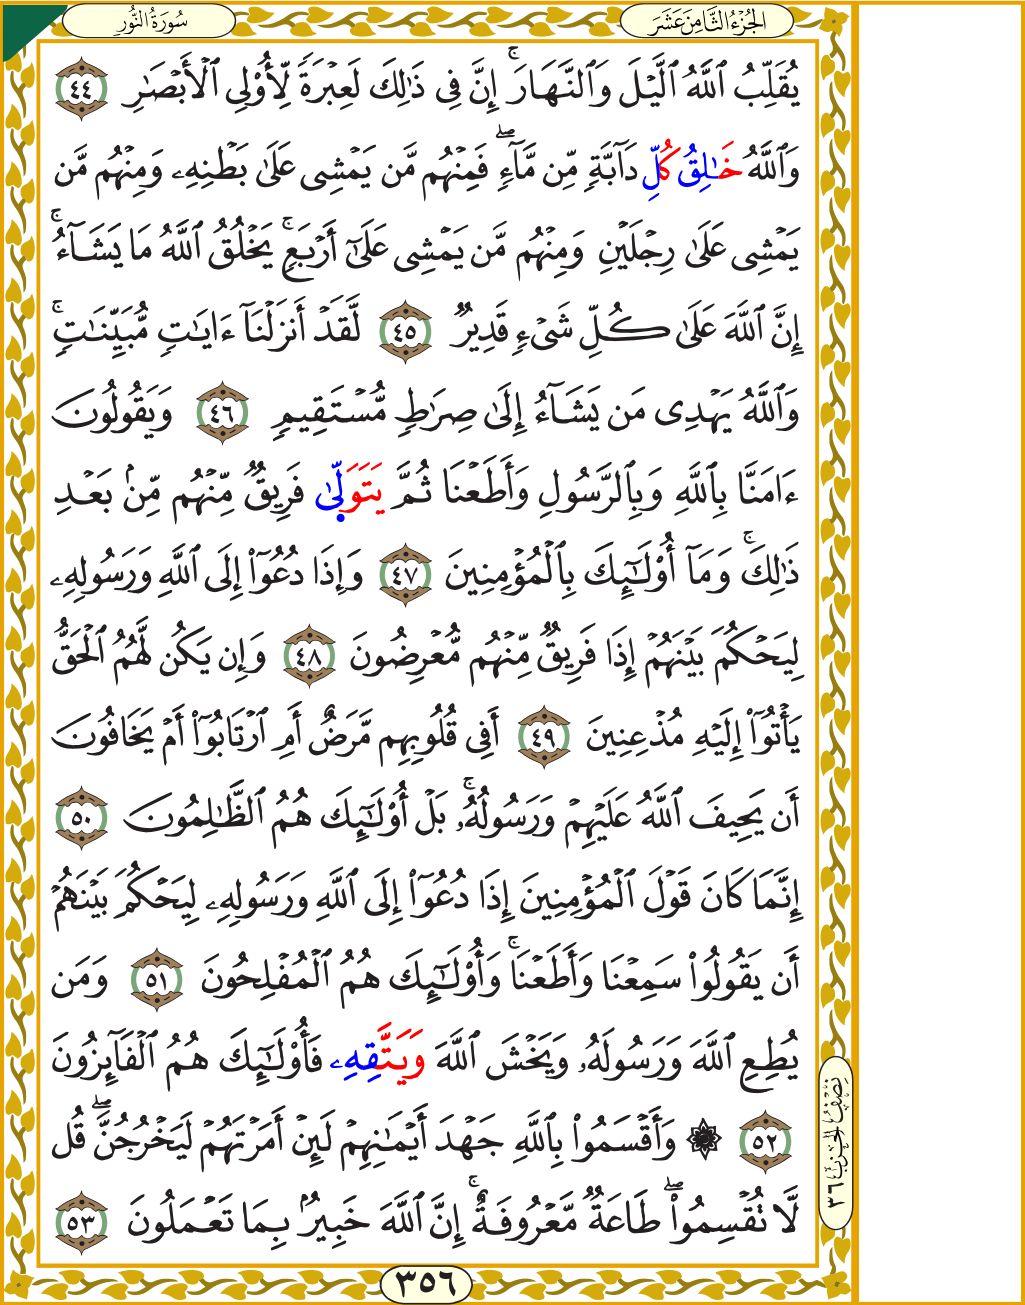 الجُزْءُ الثَّامِنَ عَشَرَ
سُورَةُ النُّورِ
يُقَلِّبُ ٱللَّهُ ٱلَّيْلَ وَٱلنَّهَارَۚ إِنَّ فِى ذَٰلِكَ لَعِبْرَةً لِّأُو۟لِى ٱلْأَبْصَـٰرِ ٤٤
وَٱللَّهُ خَـٰلِقُ كُلِّ دَآبَّةٍ مِّن مَّآءٍۖ فَمِنْهُم مَّن يَمْشِى عَلَىٰ بَطْنِهِۦ وَمِنْهُم مَّن
يَمْشِى عَلَىٰ رِجْلَيْنِ وَمِنْهُم مَّن يَمْشِى عَلَىٰٓ أَرْبَعٍۚ يَخْلُقُ ٱللَّهُ مَا يَشَآءُۚ
إِنَّ ٱللَّهَ عَلَىٰ كُلِّ شَىْءٍ قَدِيرٌ ٤٥ لَّقَدْ أَنزَلْنَآ ءَايَـٰتٍ مُّبَيِّنَـٰتٍۚ
وَٱللَّهُ يَهْدِى مَن يَشَآءُ إِلَىٰ صِرَٰطٍ مُّسْتَقِيمٍ ٤٦ وَيَقُولُونَ
ءَامَنَّا بِٱللَّهِ وَبِٱلرَّسُولِ وَأَطَعْنَا ثُمَّ يَتَوَلَّىٰ فَرِيقٌ مِّنْهُم مِّنۢ بَعْدِ
ذَٰلِكَۚ وَمَآ أُو۟لَـٰٓئِكَ بِٱلْمُؤْمِنِينَ ٤٧ وَإِذَا دُعُوٓا۟ إِلَى ٱللَّهِ وَرَسُولِهِۦ
لِيَحْكُمَ بَيْنَهُمْ إِذَا فَرِيقٌ مِّنْهُم مُّعْرِضُونَ ٤٨ وَإِن يَكُن لَّهُمُ ٱلْحَقُّ
يَأْتُوٓا۟ إِلَيْهِ مُذْعِنِينَ ٤٩ أَفِى قُلُوبِهِم مَّرَضٌ أَمِ ٱرْتَابُوٓا۟ أَمْ يَخَافُونَ
أَن يَحِيفَ ٱللَّهُ عَلَيْهِمْ وَرَسُولُهُۥۚ بَلْ أُو۟لَـٰٓئِكَ هُمُ ٱلظَّـٰلِمُونَ ٥٠
إِنَّمَا كَانَ قَوْلَ ٱلْمُؤْمِنِينَ إِذَا دُعُوٓا۟ إِلَى ٱللَّهِ وَرَسُولِهِۦ لِيَحْكُمَ بَيْنَهُمْ
أَن يَقُولُوا۟ سَمِعْنَا وَأَطَعْنَاۚ وَأُو۟لَـٰٓئِكَ هُمُ ٱلْمُفْلِحُونَ ٥١ وَمَن
يُطِعِ ٱللَّهَ وَرَسُولَهُۥ وَيَخْشَ ٱللَّهَ وَيَتَّقِهِۦ فَأُو۟لَـٰٓئِكَ هُمُ ٱلْفَآئِزُونَ
٥٢ ۞ وَأَقْسَمُوا۟ بِٱللَّهِ جَهْدَ أَيْمَـٰنِهِمْ لَئِنْ أَمَرْتَهُمْ لَيَخْرُجُنَّۖ قُل
لَّا تُقْسِمُوا۟ۖ طَاعَةٌ مَّعْرُوفَةٌۚ إِنَّ ٱللَّهَ خَبِيرٌۢ بِمَا تَعْمَلُونَ ٥٣
نِصْفُ الحِزْبِ ٣٦
٣٥٦